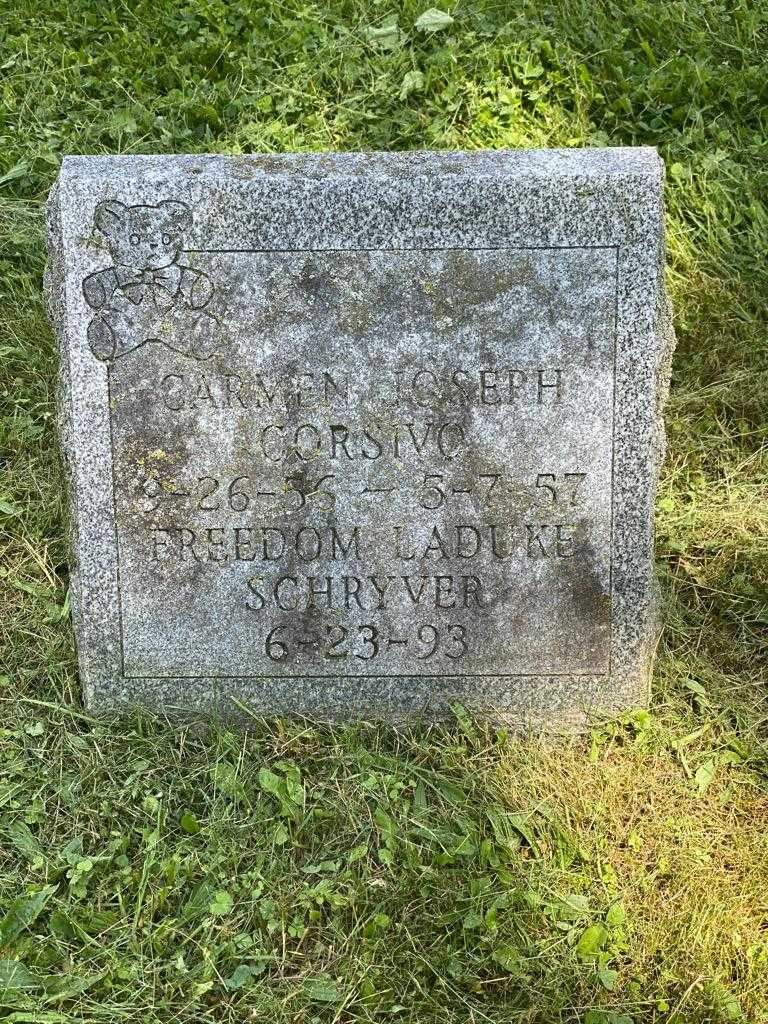 CARMEN JOSEPH
CORSIVO
9-26-56 — 5-7-57
FREEDOM LADUKE
SCHRYVER
6-23-93